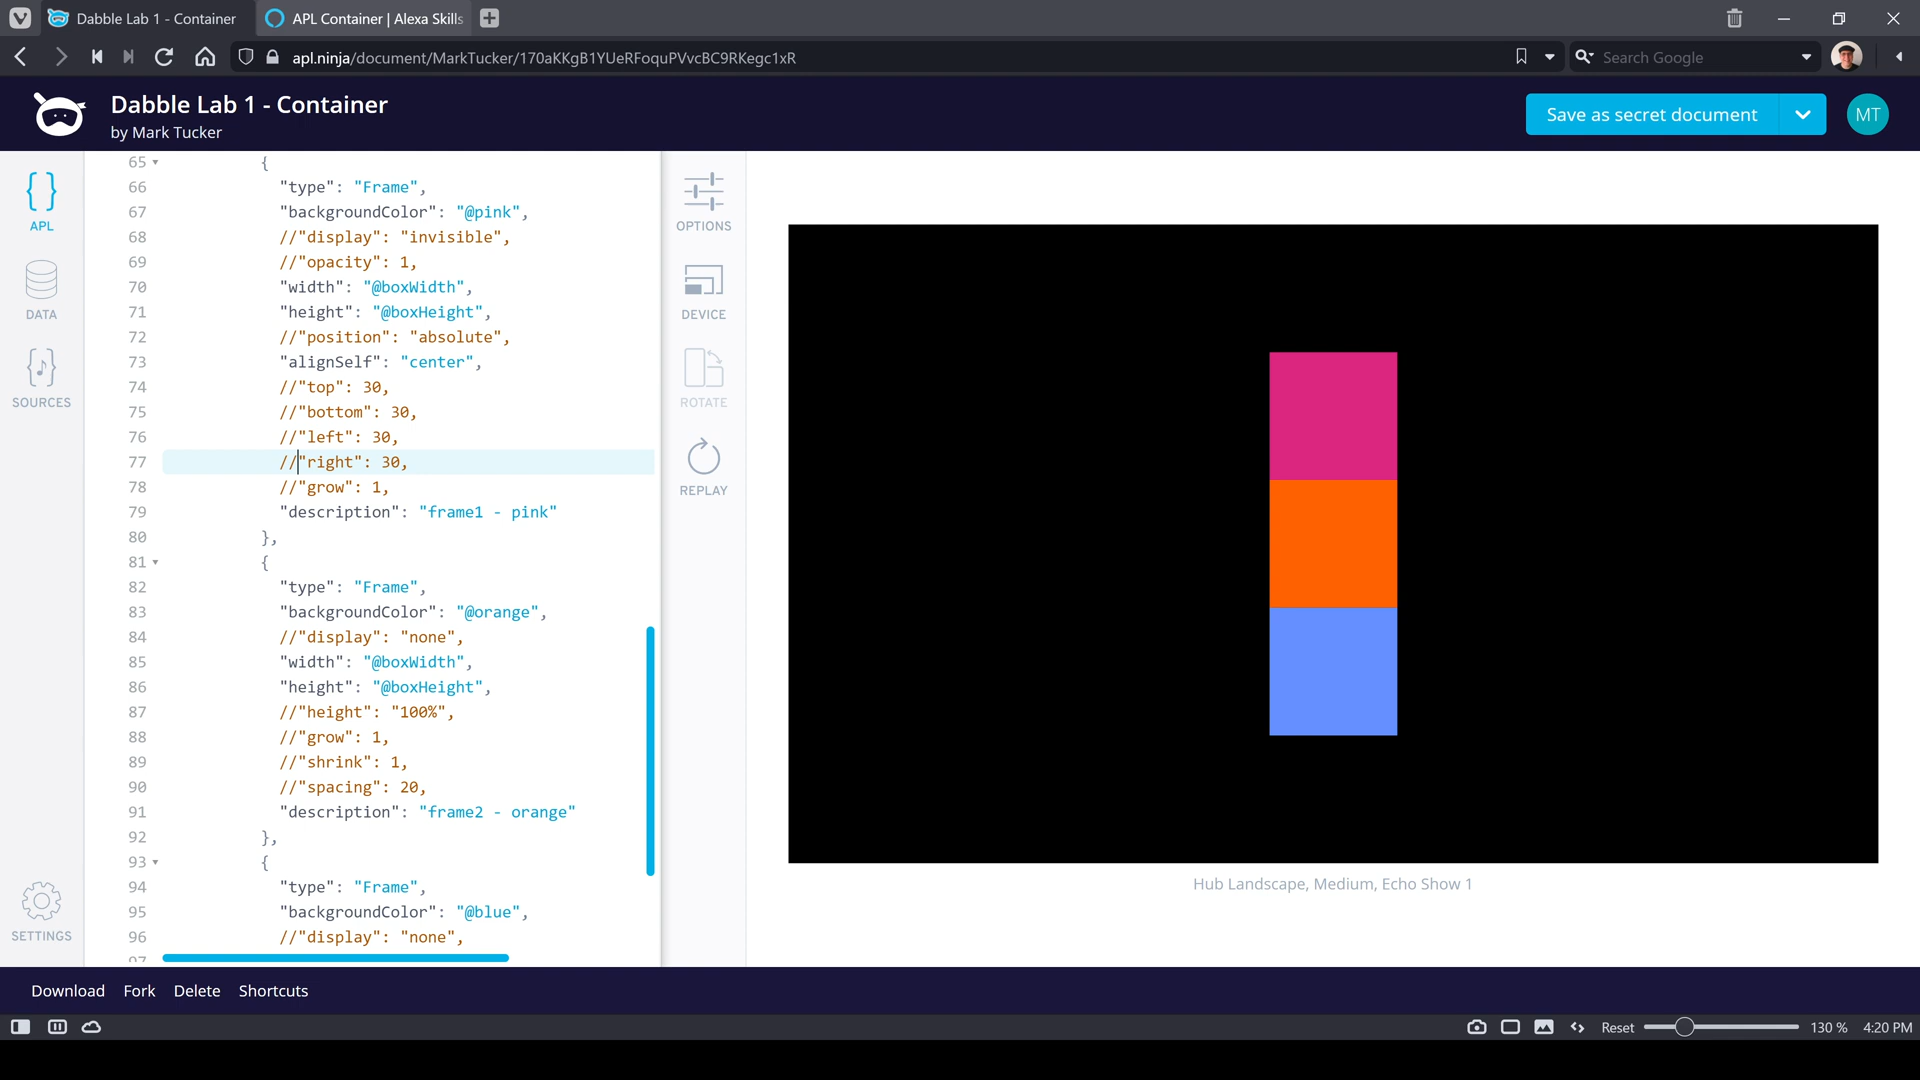 Dabble Lab 1 - Container
APL Container | Alexa Skills
apl.ninja/document/MarkTucker/170aKKgB1YUeRFoquPVvcBC9RKegc1xR
Search Google
Dabble Lab 1 - Container
by Mark Tucker
Save as secret document
MT
APL
DATA
SOURCES
SETTINGS
65 {
66 "type": "Frame",
67 "backgroundColor": "@pink",
68 //"display": "invisible",
69 //"opacity": 1,
70 "width": "@boxWidth",
71 "height": "@boxHeight",
72 //"position": "absolute",
73 "alignSelf": "center",
74 //"top": 30,
75 //"bottom": 30,
76 //"left": 30,
77 //"right": 30,
78 //"grow": 1,
79 "description": "frame1 - pink"
80 },
81 {
82 "type": "Frame",
83 "backgroundColor": "@orange",
84 //"display": "none",
85 "width": "@boxWidth",
86 "height": "@boxHeight",
87 //"height": "100%",
88 //"grow": 1,
89 //"shrink": 1,
90 //"spacing": 20,
91 "description": "frame2 - orange"
92 },
93 {
94 "type": "Frame",
95 "backgroundColor": "@blue",
96 //"display": "none",
97
OPTIONS
DEVICE
ROTATE
REPLAY
Hub Landscape, Medium, Echo Show 1
Download Fork Delete Shortcuts
Reset 130 % 4:20 PM